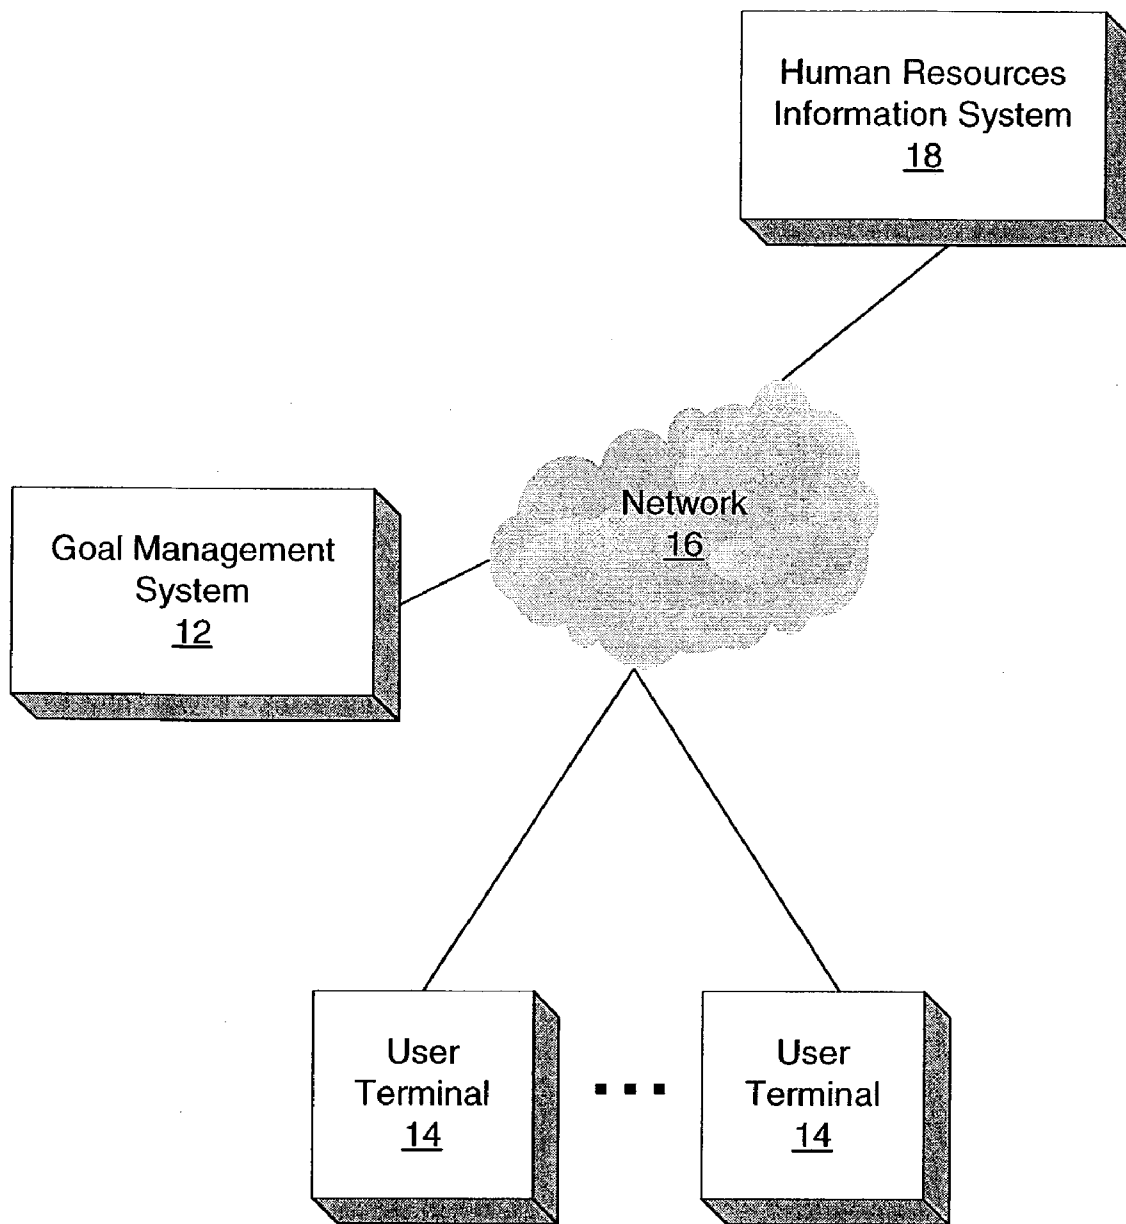 Human Resources
Information System
18
Network
16
Goal Management
System
12
User
Terminal
14
User
Terminal
14